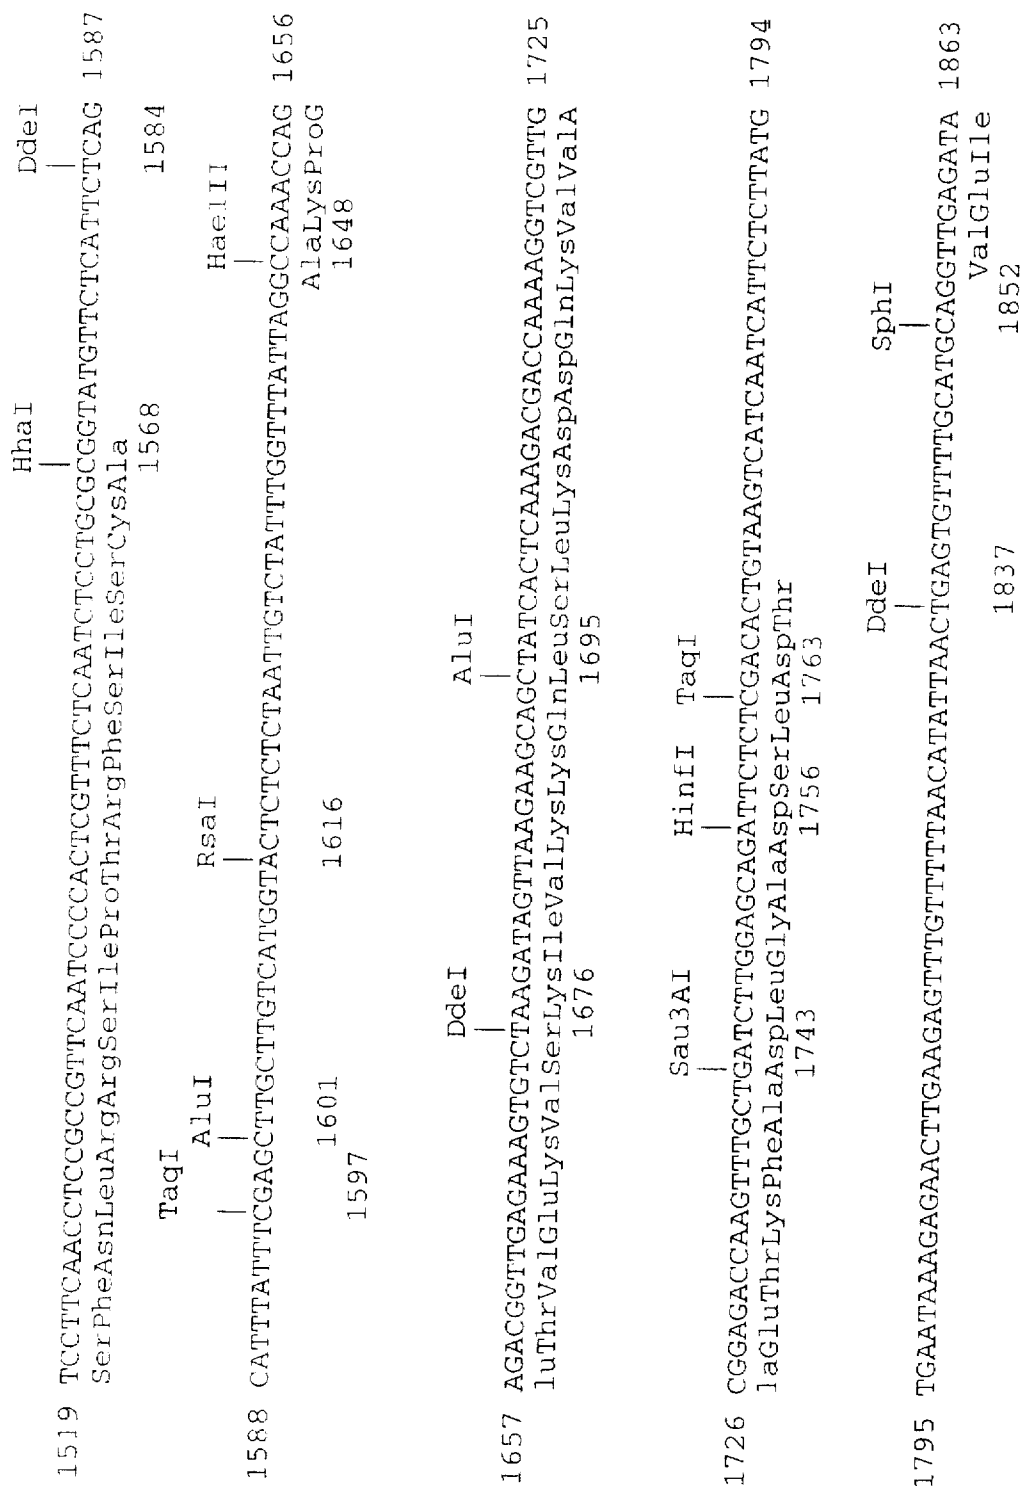 HhaI DdeI
1519 TCCTTCAACCTCCGCCGTTCAATCCCCACTCGTTTCTCAATCTCCTGCGCGGTATGTTCTCATTCTCAG 1587
SerPheAsnLeuArgArgSerIleProThrArgPheSerIleSerCysAla
1568 1584
TaqI
AluI RsaI HaeIII
1588 CATTTATTTCGAGCTTGCTTGTCATGGTACTCTCTCTAATTGTCTATTTGGTTTATTAGGCCAAACCAG 1656
AlaLysProG
1601 1616 1648
1597
DdeI AluI
1657 AGACGGTTGAGAAAGTGTCTAAGATAGTTAAGAAGCAGCTATCACTCAAAGACGACCAAAAGGTCGTTG 1725
luThrValGluLysValSerLysIleValLysLysGlnLeuSerLeuLysAspAspGlnLysValValA
1676 1695
Sau3AI HinfI TaqI
1726 CGGAGACCAAGTTTGCTGATCTTGGAGCAGATTCTCTCGACACTGTAAGTCATCAATCATTCTCTTATG 1794
laGluThrLysPheAlaAspLeuGlyAlaAspSerLeuAspThr
1743 1756 1763
DdeI SphI
1795 TGAATAAAGAGAACTTGAAGAGTTTGTTTTTAACATATTAACTGAGTGTTTTGCATGCAGGTTGAGATA 1863
ValGluIle
1837 1852